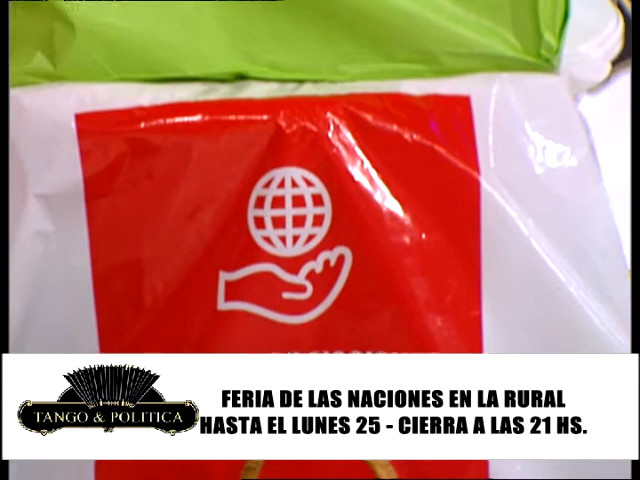 TANGO & POLITICA
FERIA DE LAS NACIONES EN LA RURAL
HASTA EL LUNES 25 - CIERRA A LAS 21 HS.